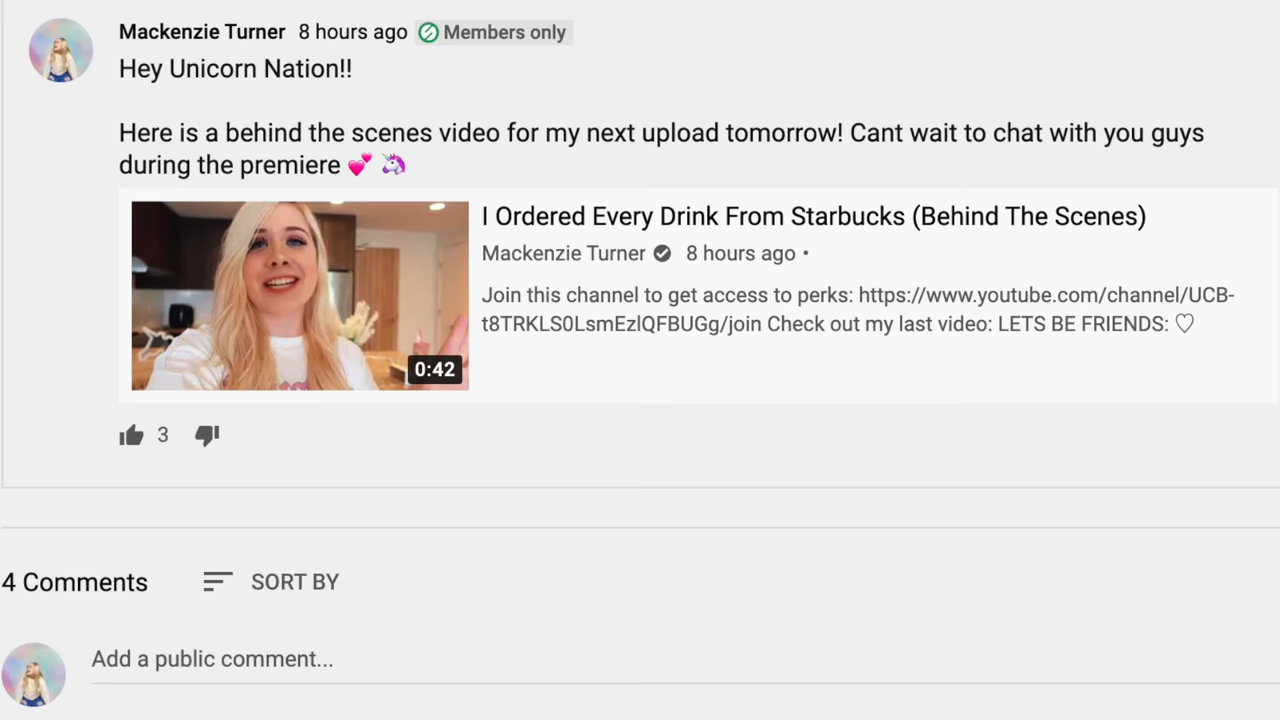 Mackenzie Turner 8 hours ago Members only
Hey Unicorn Nation!!
Here is a behind the scenes video for my next upload tomorrow! Cant wait to chat with you guys
during the premiere 💕 🦄
I Ordered Every Drink From Starbucks (Behind The Scenes)
Mackenzie Turner 8 hours ago •
Join this channel to get access to perks: https://www.youtube.com/channel/UCB-
t8TRKLS0LsmEzlQFBUGg/join Check out my last video: LETS BE FRIENDS: ♡
0:42
3
4 Comments SORT BY
Add a public comment...